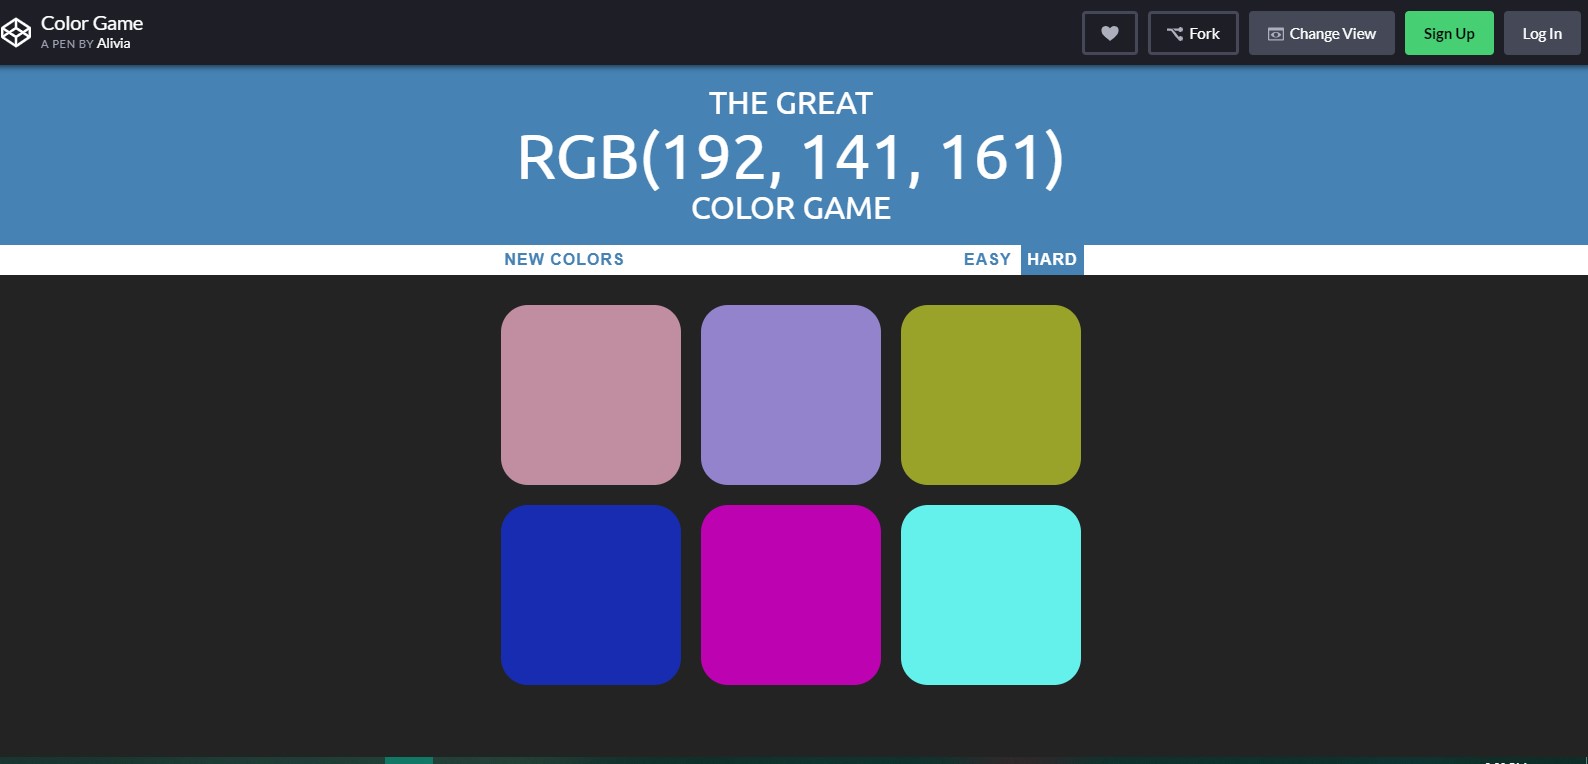 Color Game
A PEN BY Alivia
Fork
Change View
Sign Up
Log In
THE GREAT
RGB(192, 141, 161)
COLOR GAME
NEW COLORS
EASY
HARD